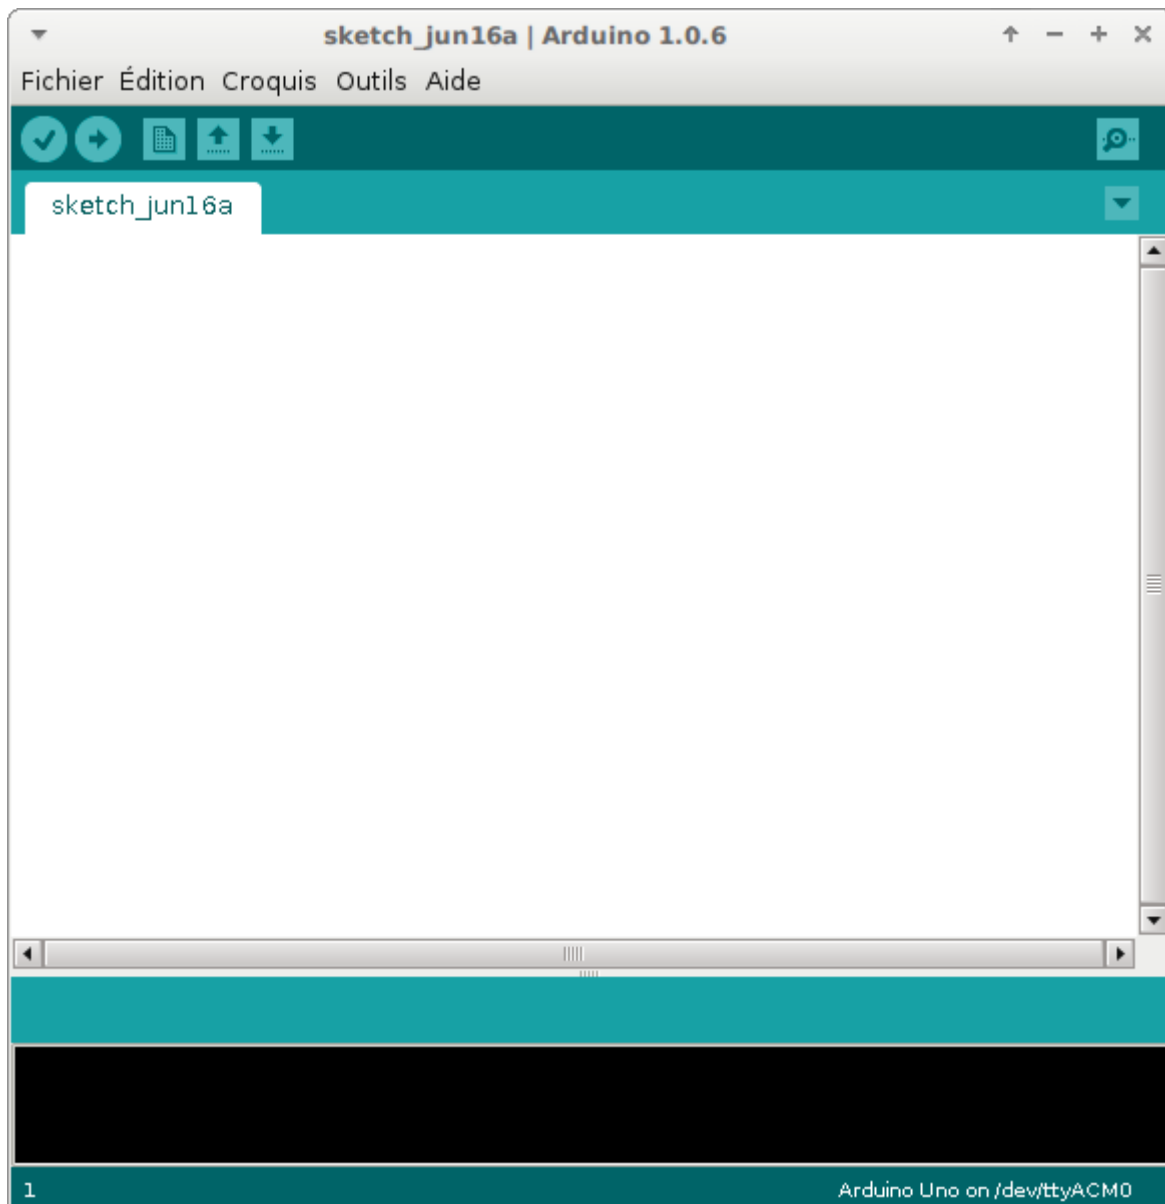 sketch_jun16a | Arduino 1.0.6
Fichier Édition Croquis Outils Aide
sketch_jun16a
1 Arduino Uno on /dev/ttyACM0